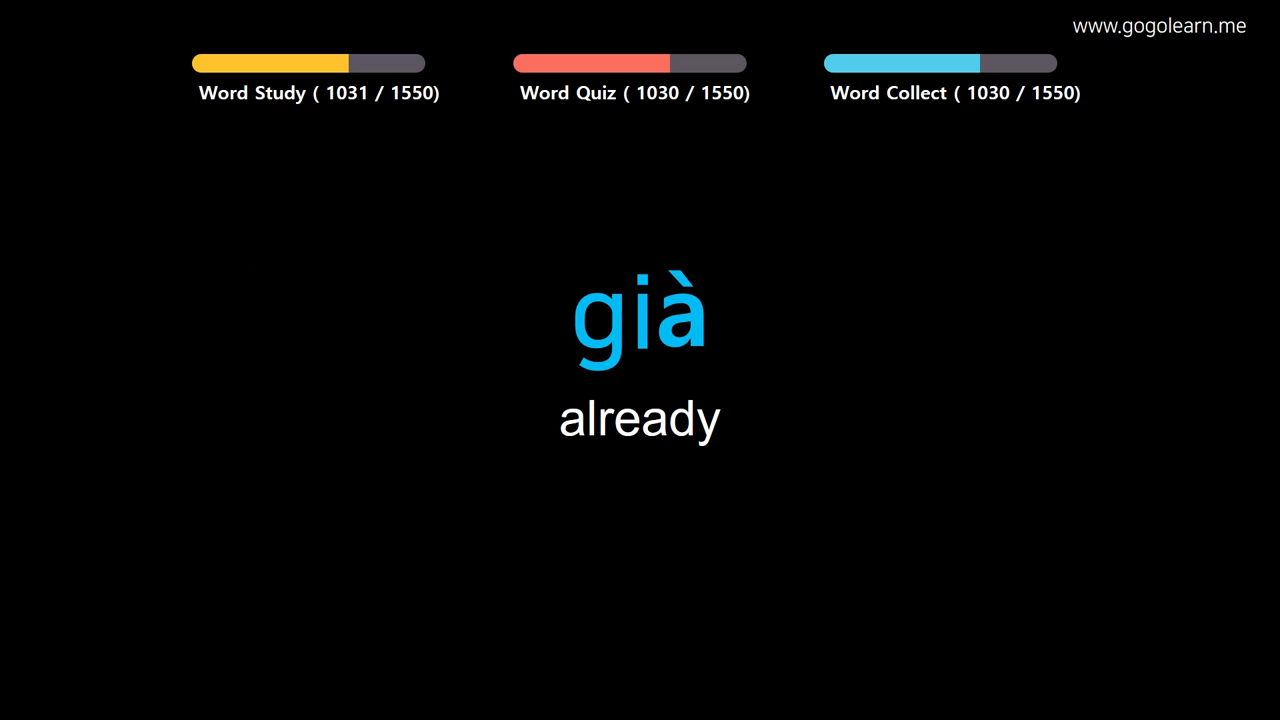 www.gogolearn.me
Word Study ( 1031 / 1550)
Word Quiz ( 1030 / 1550)
Word Collect ( 1030 / 1550)
già
already